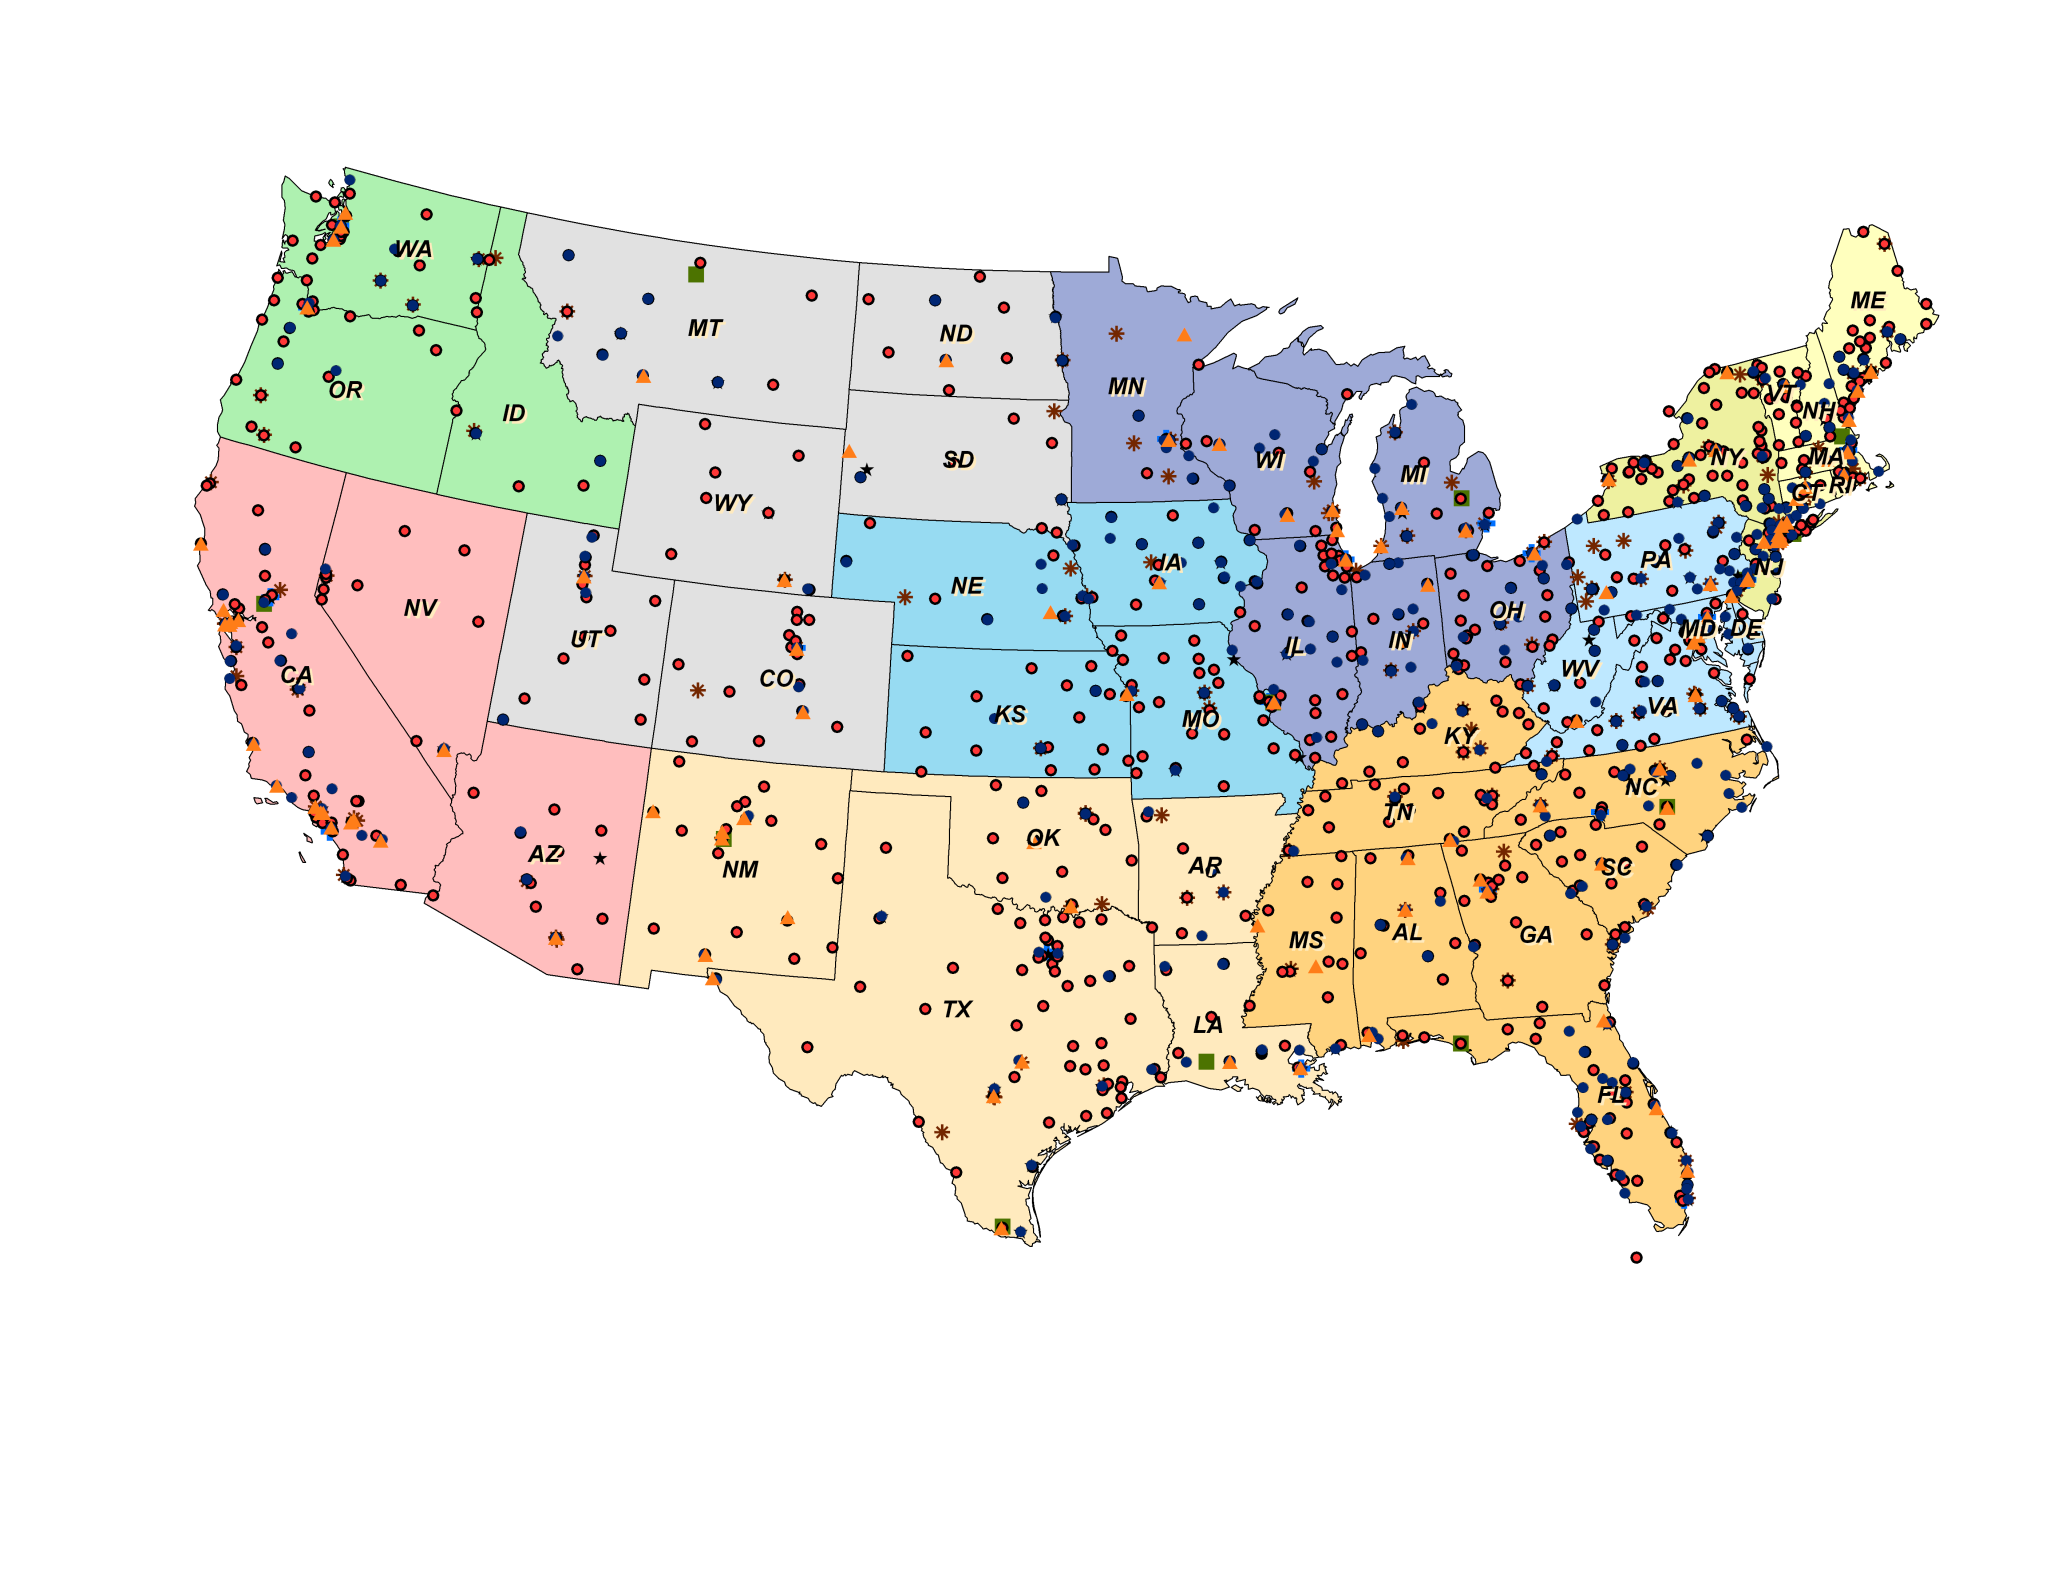 WA
ME
MT
ND
OR
MN
VT
NH
ID
SD
WI
MI
NY
MA
WY
CT
RI
IA
PA
NJ
NE
NV
OH
UT
IL
IN
MD
DE
CA
CO
WV
KS
MO
VA
KY
NC
OK
TN
AZ
NM
AR
SC
MS
AL
GA
TX
LA
FL